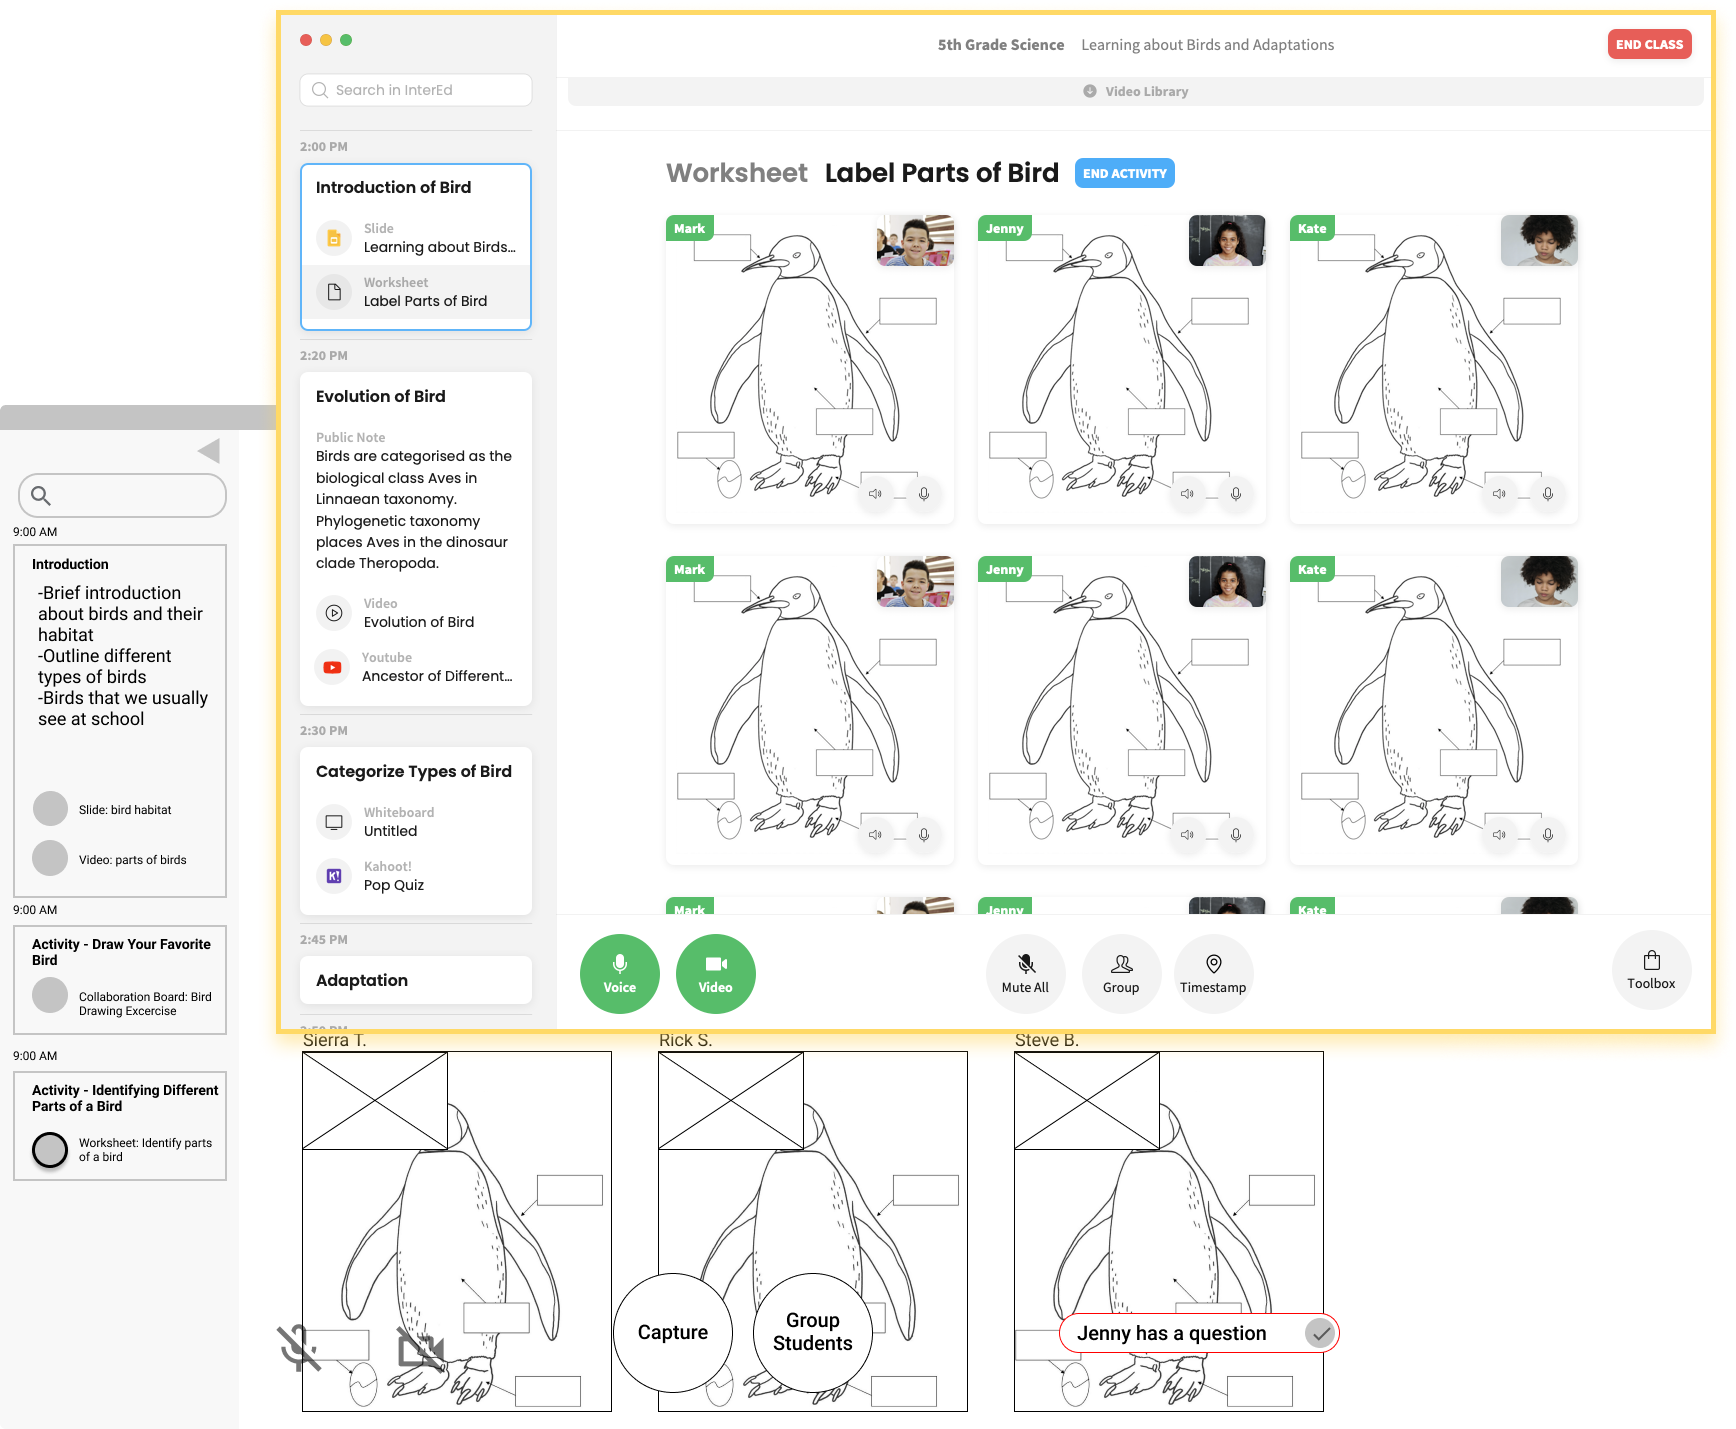 Search in InterEd
5th Grade Science Learning about Birds and Adaptations
END CLASS
Video Library
2:00 PM
Introduction of Bird
Slide
Learning about Birds...
Worksheet
Label Parts of Bird
2:20 PM
Evolution of Bird
Public Note
Birds are categorised as the
biological class Aves in
Linnaean taxonomy.
Phylogenetic taxonomy
places Aves in the dinosaur
clade Theropoda.
Video
Evolution of Bird
Youtube
Ancestor of Different...
2:30 PM
Categorize Types of Bird
Whiteboard
Untitled
Kahoot!
K!
Pop Quiz
2:45 PM
Adaptation
2:50 PM
Worksheet Label Parts of Bird
END ACTIVITY
Mark
Jenny
Kate
Mark
Jenny
Kate
Mark
Jenny
Kate
Voice
Video
Mute All
Group
Timestamp
Toolbox
9:00 AM
Introduction
-Brief introduction
about birds and their
habitat
-Outline different
types of birds
-Birds that we usually
see at school
Slide: bird habitat
Video: parts of birds
9:00 AM
Activity - Draw Your Favorite
Bird
Collaboration Board: Bird
Drawing Excercise
9:00 AM
Activity - Identifying Different
Parts of a Bird
Worksheet: Identify parts
of a bird
Sierra T.
Rick S.
Steve B.
Capture
Group
Students
Jenny has a question